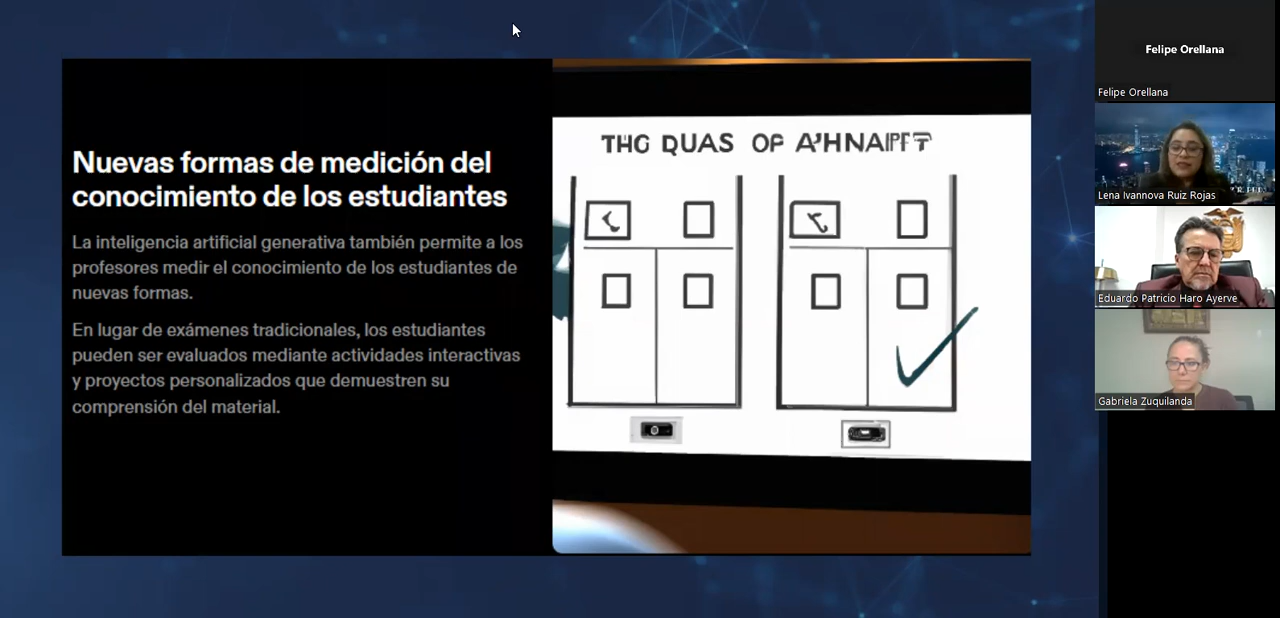 Nuevas formas de medición del
conocimiento de los estudiantes
La inteligencia artificial generativa también permite a los
profesores medir el conocimiento de los estudiantes de
nuevas formas.
En lugar de exámenes tradicionales, los estudiantes
pueden ser evaluados mediante actividades interactivas
y proyectos personalizados que demuestren su
comprensión del material.
THG QUAS OP
Felipe Orellana
Felipe Orellana
Lena Ivannova Ruiz Rojas
Eduardo Patricio Haro Ayerve
Gabriela Zuquilanda